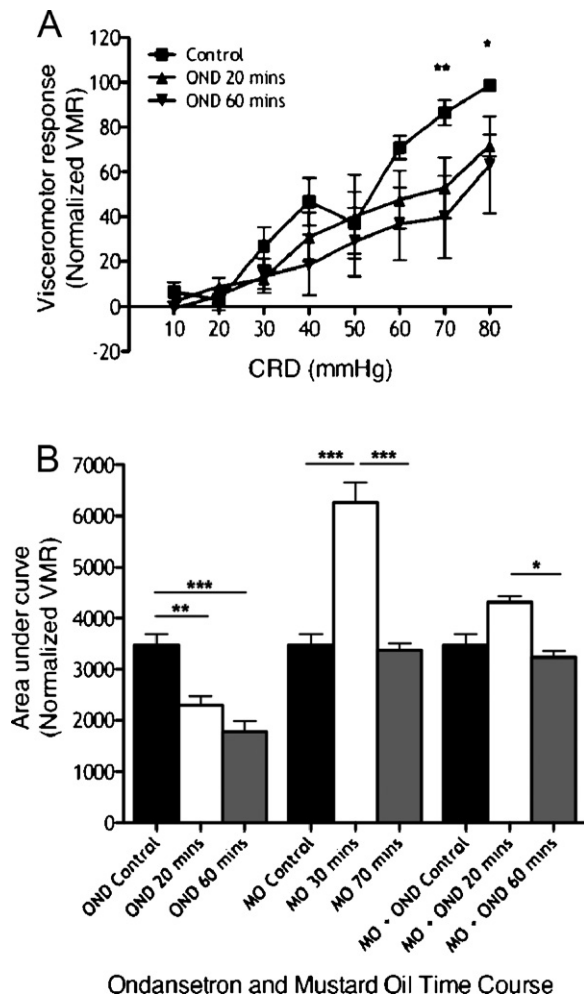 A
Visceromotor response
(Normalized VMR)
120
100
80
60
40
20
0
-20
Control
OND 20 mins
OND 60 mins
**
*
10 20 30 40 50 60 70 80
CRD (mmHg)
B
Area under curve
(Normalized VMR)
7000
6000
5000
4000
3000
2000
1000
0
***
**
***
***
*
OND Control
OND 20 mins
OND 60 mins
MO Control
MO 30 mins
MO 70 mins
MO + OND Control
MO + OND 20 mins
MO + OND 60 mins
Ondansetron and Mustard Oil Time Course